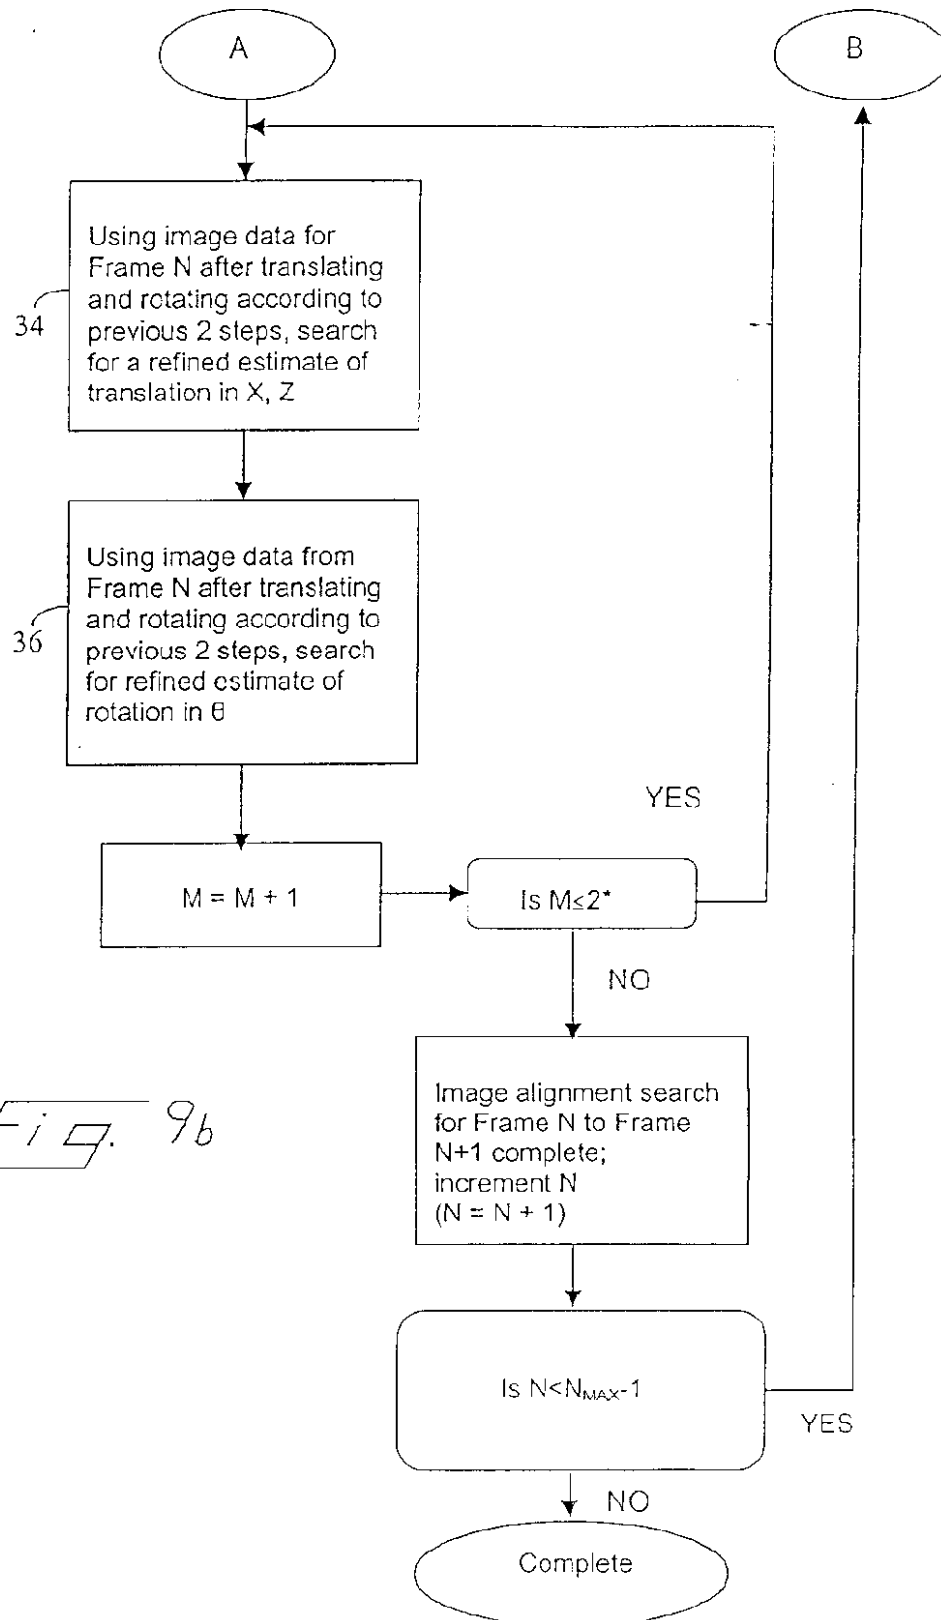 A
B
Using image data for
Frame N after translating
and rotating according to
previous 2 steps, search
for a refined estimate of
translation in X, Z
34
Using image data from
Frame N after translating
and rotating according to
previous 2 steps, search
for refined estimate of
rotation in θ
36
YES
M = M + 1
Is M≤2*
NO
Image alignment search
for Frame N to Frame
N+1 complete;
increment N
(N = N + 1)
Fig. 9b
Is N<NMAX-1
YES
NO
Complete